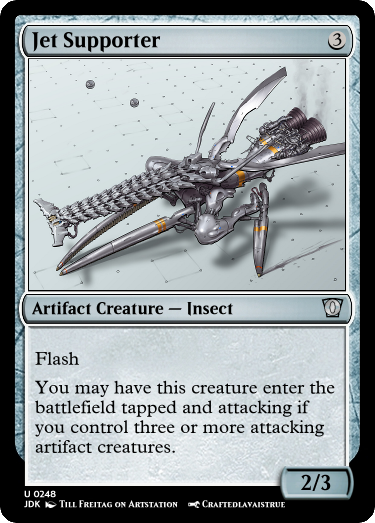 Jet Supporter 3
Artifact Creature — Insect
Flash
You may have this creature enter the
battlefield tapped and attacking if
you control three or more attacking
artifact creatures.
2/3
U 0248
JDK Till Freitag on Artstation Craftedlavaistrue